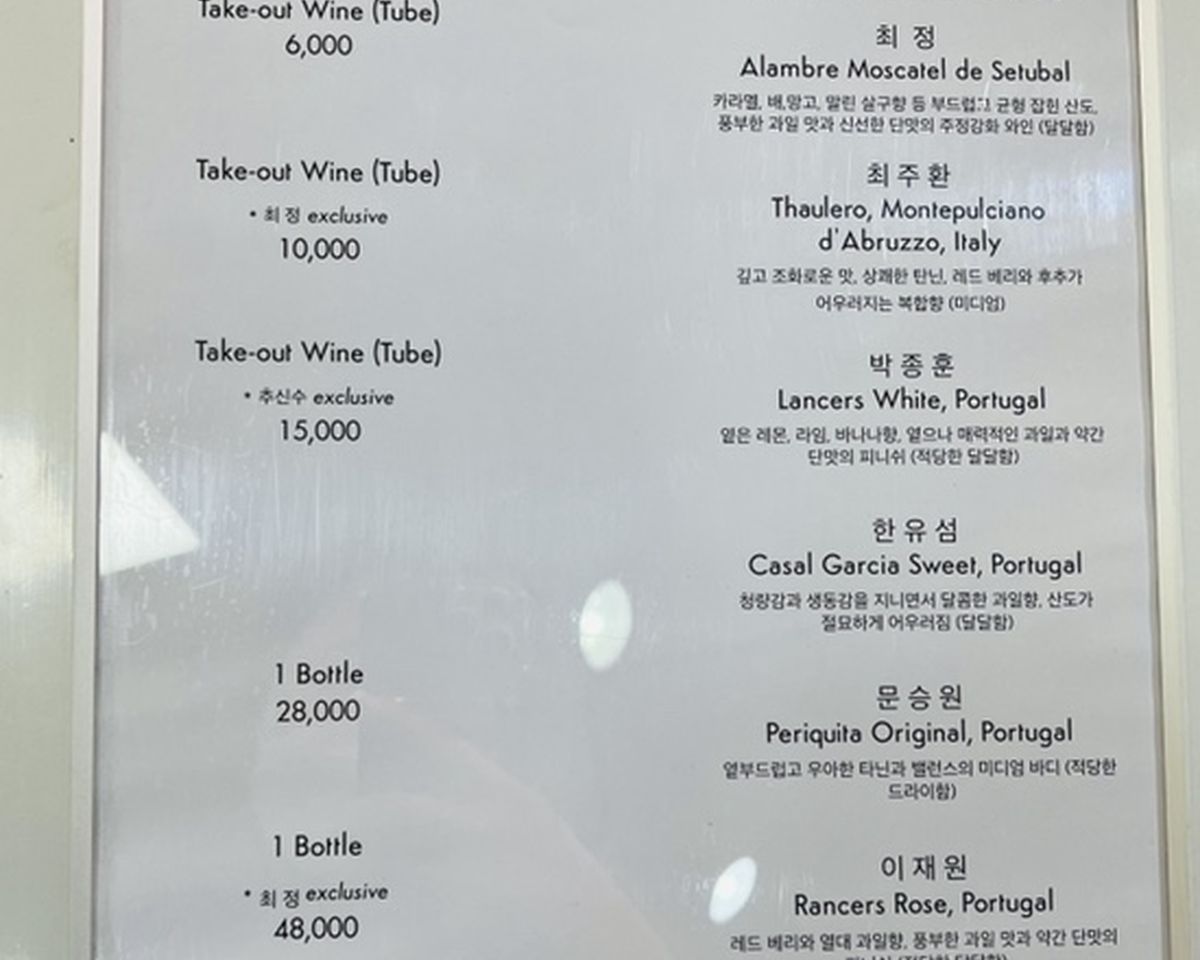 Take-out Wine (Tube)
6,000
Take-out Wine (Tube)
• 최 정 exclusive
10,000
Take-out Wine (Tube)
• 추신수 exclusive
15,000
1 Bottle
28,000
1 Bottle
• 최 정 exclusive
48,000
최 정
Alambre Moscatel de Setubal
카라멜, 배,망고, 말린 살구향 등 부드럽고 균형 잡힌 산도,
풍부한 과일 맛과 신선한 단맛의 주정강화 와인 (달달함)
최 주 환
Thaulero, Montepulciano
d'Abruzzo, Italy
깊고 조화로운 맛, 상쾌한 탄닌, 레드 베리와 후추가
어우러지는 복합향 (미디엄)
박 종 훈
Lancers White, Portugal
옅은 레몬, 라임, 바나나향, 옅으나 매력적인 과일과 약간
단맛의 피니쉬 (적당한 달달함)
한 유 섬
Casal Garcia Sweet, Portugal
청량감과 생동감을 지니면서 달콤한 과일향, 산도가
절묘하게 어우러짐 (달달함)
문 승 원
Periquita Original, Portugal
옅부드럽고 우아한 타닌과 밸런스의 미디엄 바디 (적당한
드라이함)
이 재 원
Rancers Rose, Portugal
레드 베리와 열대 과일향, 풍부한 과일 맛과 약간 단맛의